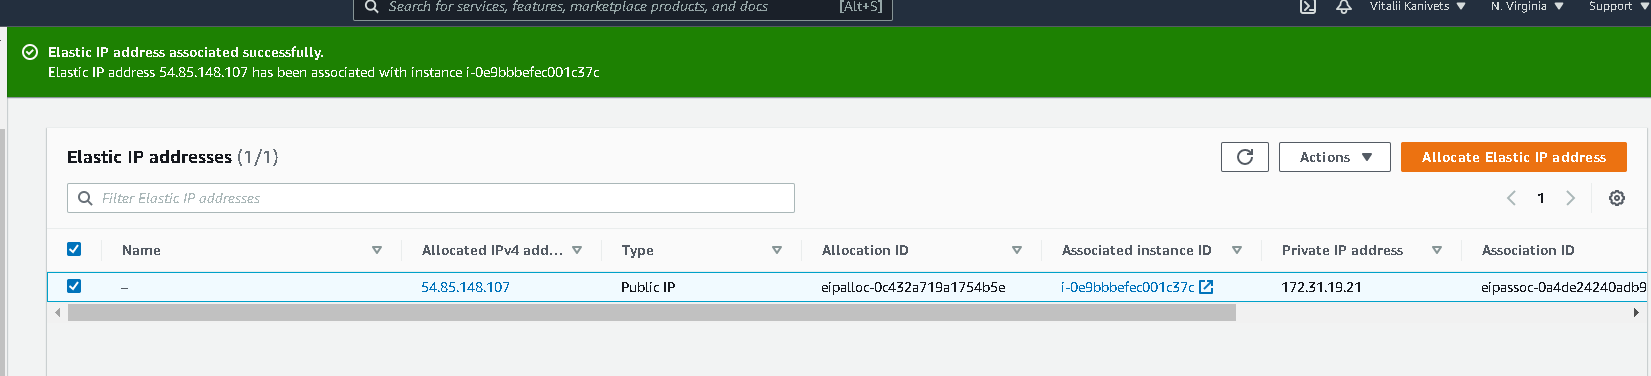 Search for services, features, marketplace products, and docs [Alt+S] Vitalii Kanivets N. Virginia Support
Elastic IP address associated successfully.
Elastic IP address 54.85.148.107 has been associated with instance i-0e9bbbefec001c37c
Elastic IP addresses (1/1) Actions Allocate Elastic IP address
Filter Elastic IP addresses 1
Name Allocated IPv4 add... Type Allocation ID Associated instance ID Private IP address Association ID
– 54.85.148.107 Public IP eipalloc-0c432a719a1754b5e i-0e9bbbefec001c37c 172.31.19.21 eipassoc-0a4de24240adb9